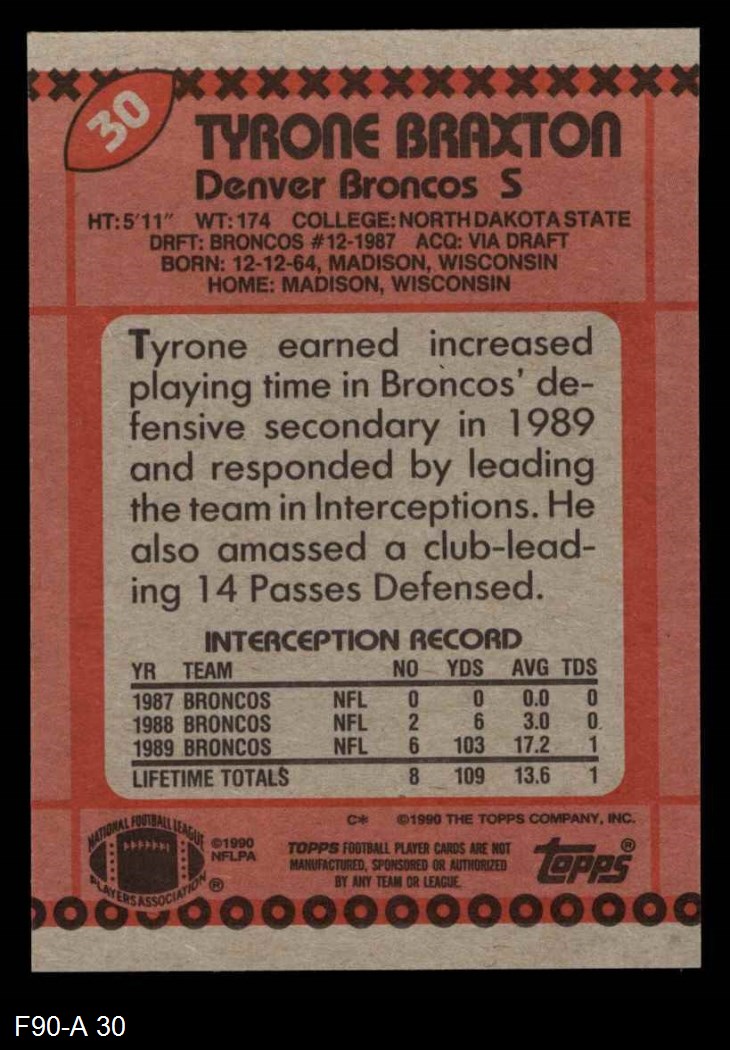 30
TYRONE BRAXTON
Denver Broncos S
HT: 5'11" WT: 174 COLLEGE: NORTH DAKOTA STATE
DRFT: BRONCOS #12-1987 ACQ: VIA DRAFT
BORN: 12-12-64, MADISON, WISCONSIN
HOME: MADISON, WISCONSIN
Tyrone earned increased
playing time in Broncos' de-
fensive secondary in 1989
and responded by leading
the team in Interceptions. He
also amassed a club-lead-
ing 14 Passes Defensed.
INTERCEPTION RECORD
YR TEAM NO YDS AVG TDS
1987 BRONCOS NFL 0 0 0.0 0
1988 BRONCOS NFL 2 6 3.0 0
1989 BRONCOS NFL 6 103 17.2 1
LIFETIME TOTALS 8 109 13.6 1
C* ©1990 THE TOPPS COMPANY, INC.
NATIONAL FOOTBALL LEAGUE
PLAYERS ASSOCIATION ®
©1990
NFLPA
TOPPS FOOTBALL PLAYER CARDS ARE NOT
MANUFACTURED, SPONSORED OR AUTHORIZED
BY ANY TEAM OR LEAGUE.
topps®
F90-A 30